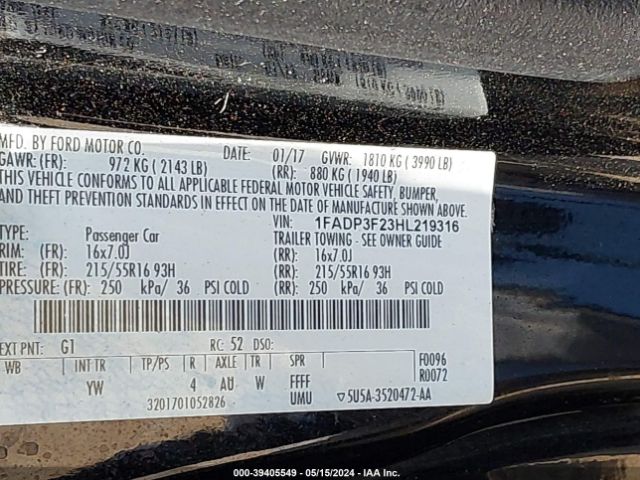 MFD. BY FORD MOTOR CO.
DATE: 01/17 GVWR: 1810 KG ( 3990 LB)
GAWR: (FR): 972 KG ( 2143 LB) (RR): 880 KG ( 1940 LB)
THIS VEHICLE CONFORMS TO ALL APPLICABLE FEDERAL MOTOR VEHICLE SAFETY, BUMPER,
AND THEFT PREVENTION STANDARDS IN EFFECT ON THE DATE OF MANUFACTURE SHOWN ABOVE
VIN: 1FADP3F23HL219316
TYPE: Passenger Car TRAILER TOWING - SEE OWNER GUIDE
RIM: (FR): 16x7.0J (RR): 16x7.0J
TIRE: (FR): 215/55R16 93H (RR): 215/55R16 93H
PRESSURE: (FR): 250 kPa/ 36 PSI COLD (RR): 250 kPa/ 36 PSI COLD
EXT PNT: G1 RC: 52 DSO:
WB INT TR TP/PS R AXLE TR SPR F0096
R0072
YW 4 AU W FFFF
UMU
3201701052826 5U5A-3520472-AA
000-39405549 - 05/15/2024 - IAA Inc.